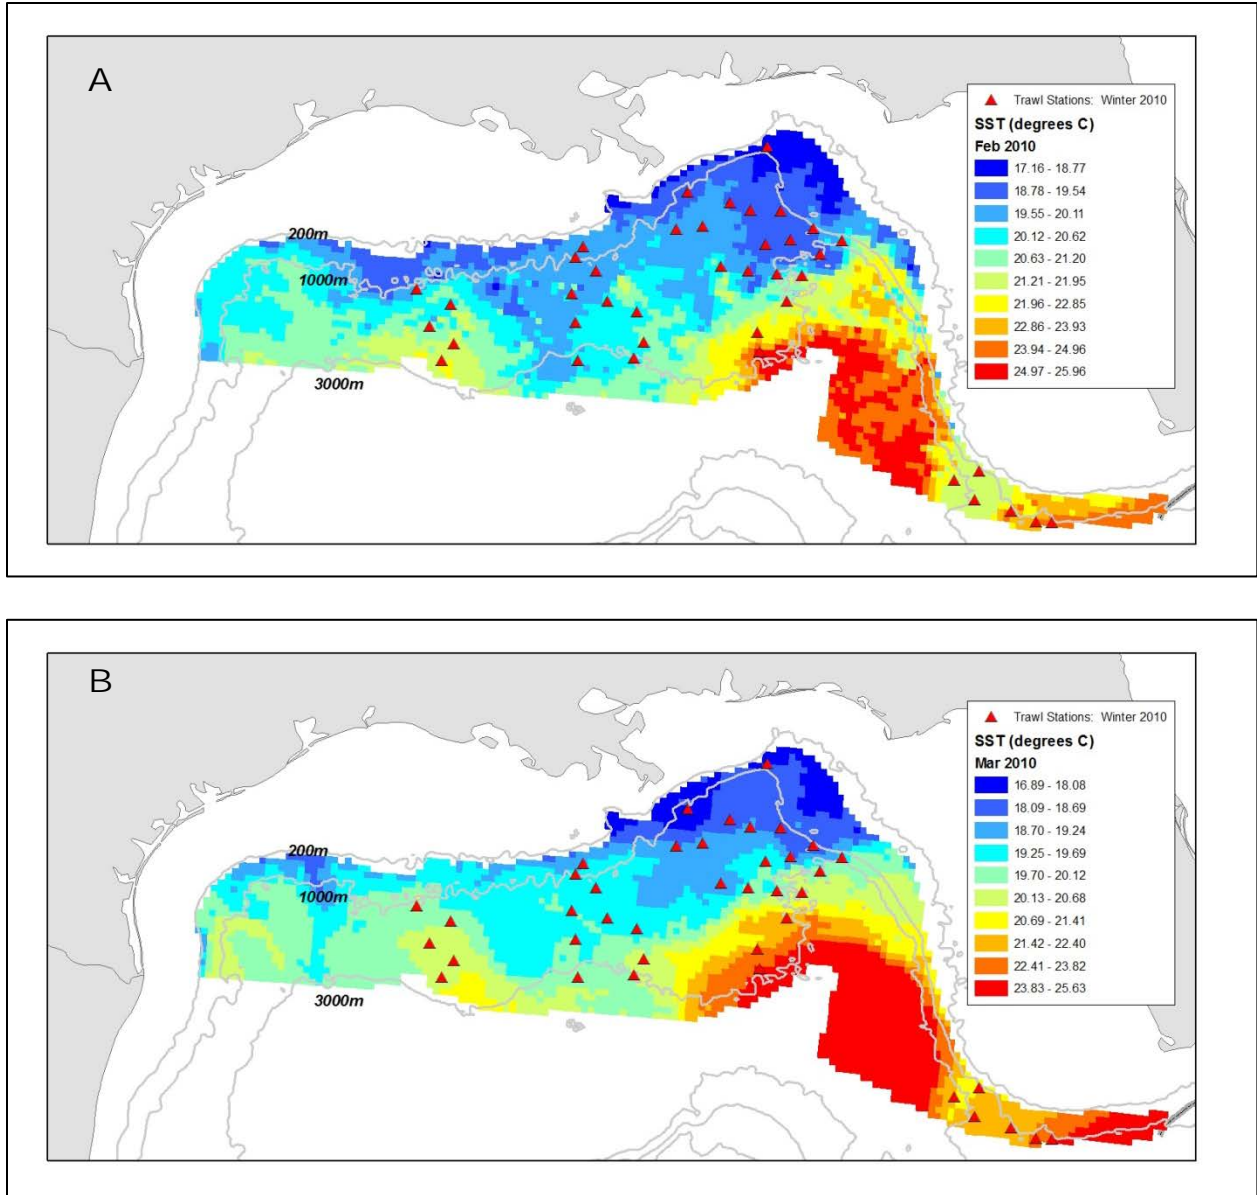 A
Trawl Stations: Winter 2010
SST (degrees C)
Feb 2010
17.16 - 18.77
18.78 - 19.54
19.55 - 20.11
20.12 - 20.62
20.63 - 21.20
21.21 - 21.95
21.96 - 22.85
22.86 - 23.93
23.94 - 24.96
24.97 - 25.96
200m
1000m
3000m
B
Trawl Stations: Winter 2010
SST (degrees C)
Mar 2010
16.89 - 18.08
18.09 - 18.69
18.70 - 19.24
19.25 - 19.69
19.70 - 20.12
20.13 - 20.68
20.69 - 21.41
21.42 - 22.40
22.41 - 23.82
23.83 - 25.63
200m
1000m
3000m